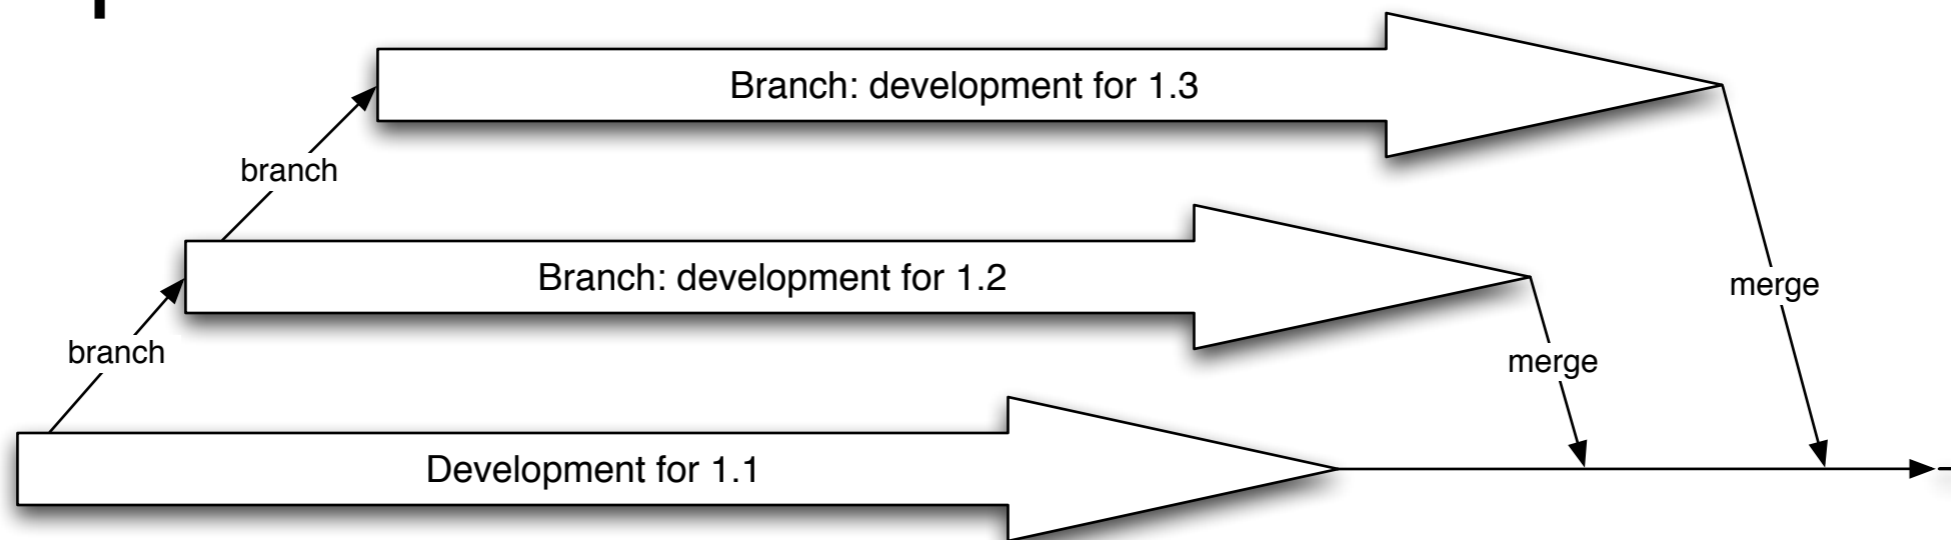 Branch: development for 1.3
branch
Branch: development for 1.2
merge
branch
merge
Development for 1.1